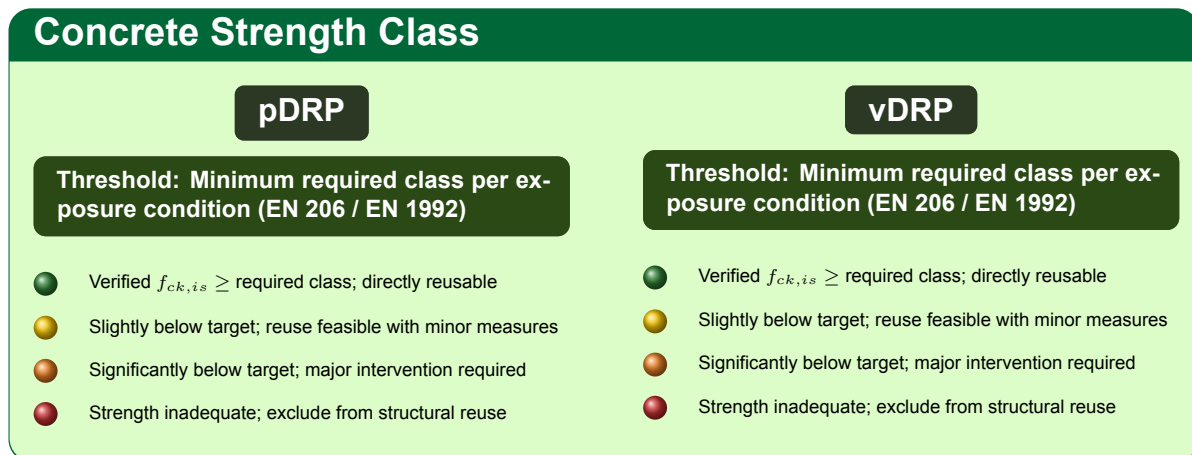 Concrete Strength Class
pDRP
Threshold: Minimum required class per ex-
posure condition (EN 206 / EN 1992)
Verified f_{ck,is} ≥ required class; directly reusable
Slightly below target; reuse feasible with minor measures
Significantly below target; major intervention required
Strength inadequate; exclude from structural reuse
vDRP
Threshold: Minimum required class per ex-
posure condition (EN 206 / EN 1992)
Verified f_{ck,is} ≥ required class; directly reusable
Slightly below target; reuse feasible with minor measures
Significantly below target; major intervention required
Strength inadequate; exclude from structural reuse